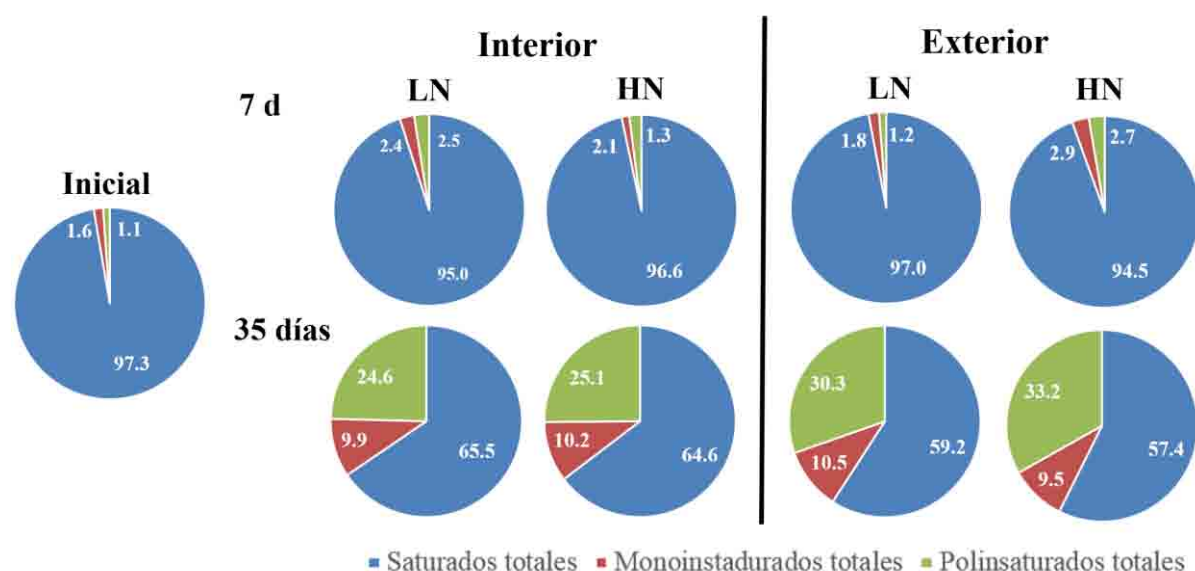 Interior
Exterior
LN
HN
LN
HN
7 d
2.4
2.5
2.1
1.3
1.8
1.2
2.9
2.7
95.0
96.6
97.0
94.5
Inicial
1.6
1.1
97.3
35 días
24.6
9.9
65.5
25.1
10.2
64.6
30.3
10.5
59.2
33.2
9.5
57.4
Saturados totales
Monoinstadurados totales
Polinsaturados totales